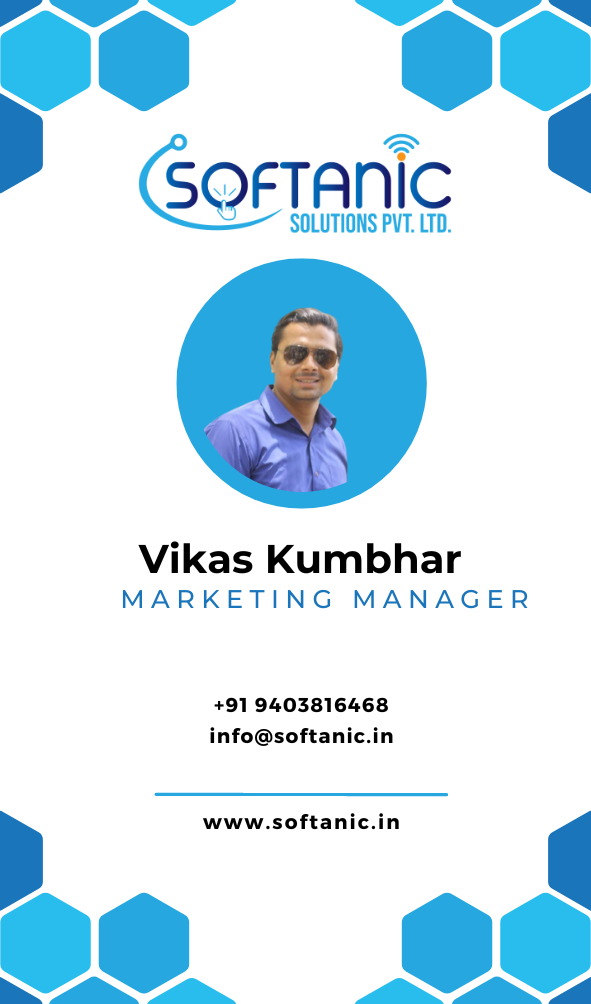 SOFTANIC
SOLUTIONS PVT. LTD.
Vikas Kumbhar
MARKETING MANAGER
+91 9403816468
info@softanic.in
www.softanic.in